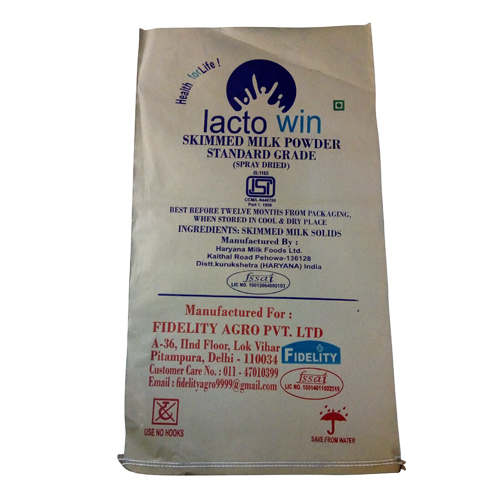 Health for Life !
lacto win
SKIMMED MILK POWDER
STANDARD GRADE
(SPRAY DRIED)
IS:1165
ISI
BEST BEFORE TWELVE MONTHS FROM PACKAGING,
WHEN STORED IN COOL & DRY PLACE
INGREDIENTS: SKIMMED MILK SOLIDS
Manufactured By :
Haryana Milk Foods Ltd.
Kaithal Road Pehowa-136128
Distt.kurukshetra (HARYANA) India
fssai
Manufactured For :
FIDELITY AGRO PVT. LTD
A-36, IInd Floor, Lok Vihar
Pitampura, Delhi - 110034
Customer Care No. : 011 - 47010399
Email : fidelityagro9999@gmail.com
FIDELITY
fssai
USE NO HOOKS
SAVE FROM WATER